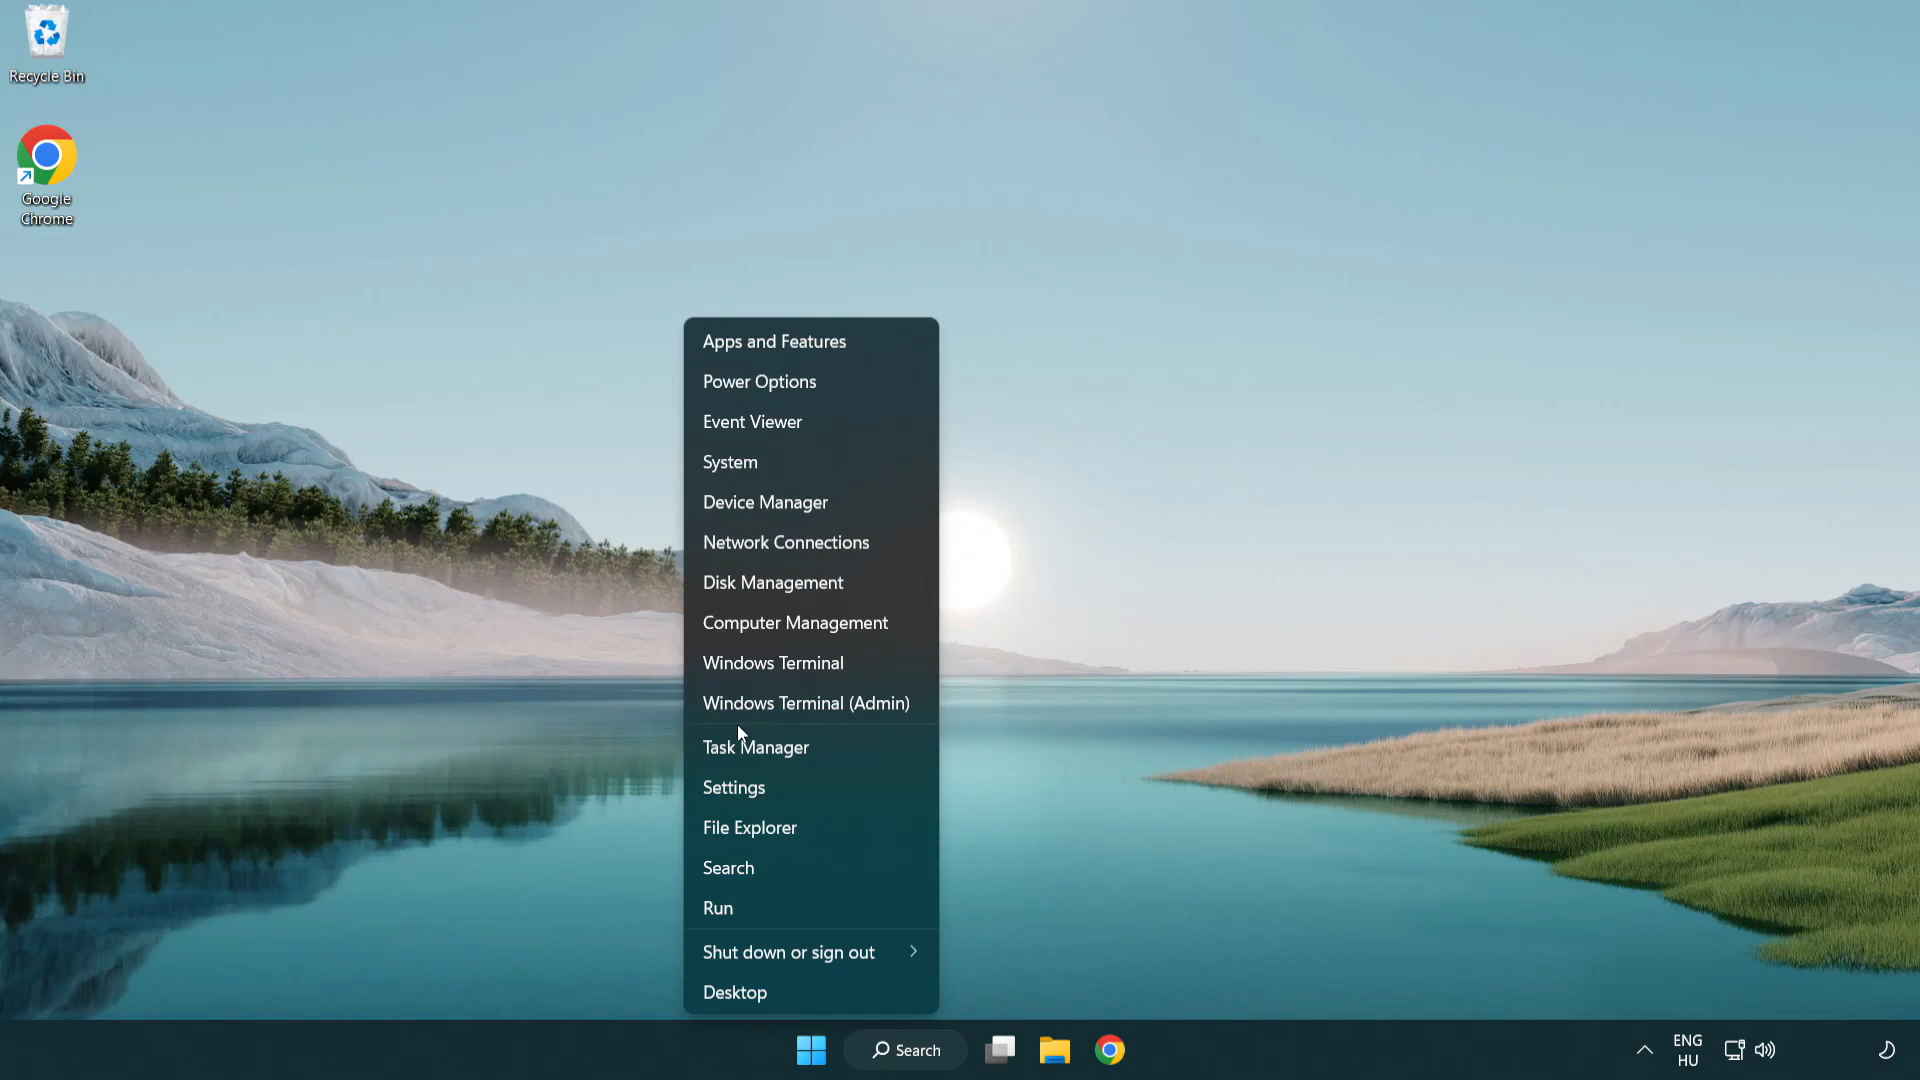 Recycle Bin
Google
Chrome
Apps and Features
Power Options
Event Viewer
System
Device Manager
Network Connections
Disk Management
Computer Management
Windows Terminal
Windows Terminal (Admin)
Task Manager
Settings
File Explorer
Search
Run
Shut down or sign out
Desktop
Search
ENG
HU